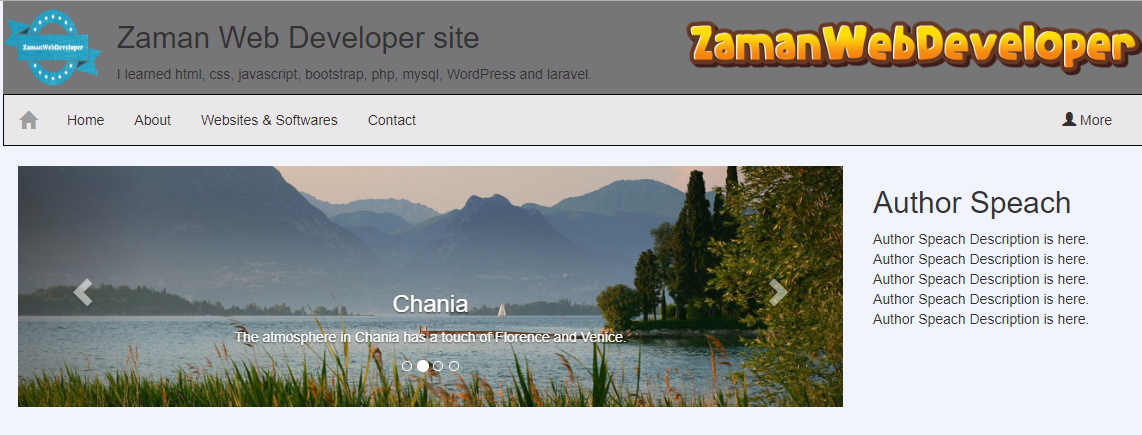 ZamanWebDeveloper
Zaman Web Developer site
I learned html, css, javascript, bootstrap, php, mysql, WordPress and laravel.
ZamanWebDeveloper
Home
About
Websites & Softwares
Contact
More
Chania
The atmosphere in Chania has a touch of Florence and Venice.
Author Speach
Author Speach Description is here.
Author Speach Description is here.
Author Speach Description is here.
Author Speach Description is here.
Author Speach Description is here.